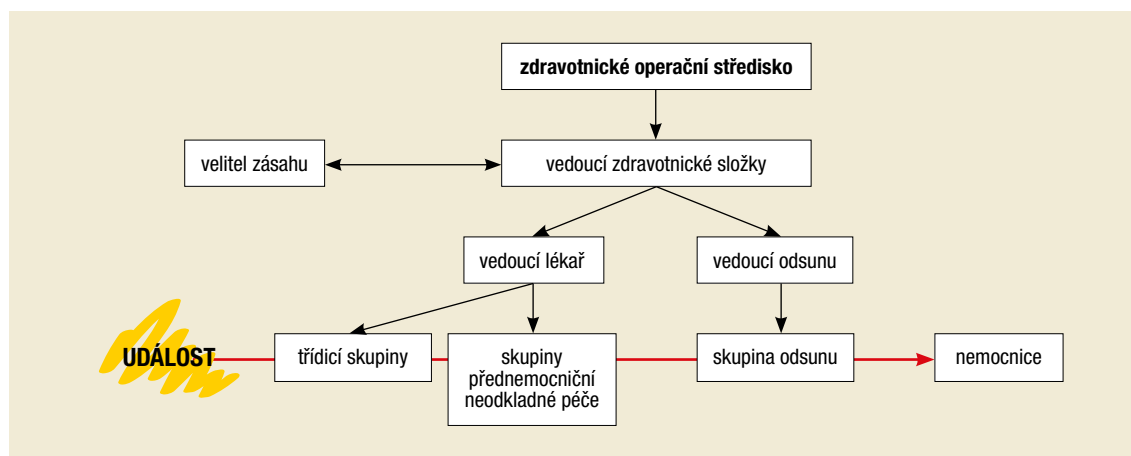 zdravotnické operační středisko
velitel zásahu
vedoucí zdravotnické složky
vedoucí lékař
vedoucí odsunu
UDÁLOST
třídicí skupiny
skupiny
přednemocniční
neodkladné péče
skupina odsunu
nemocnice